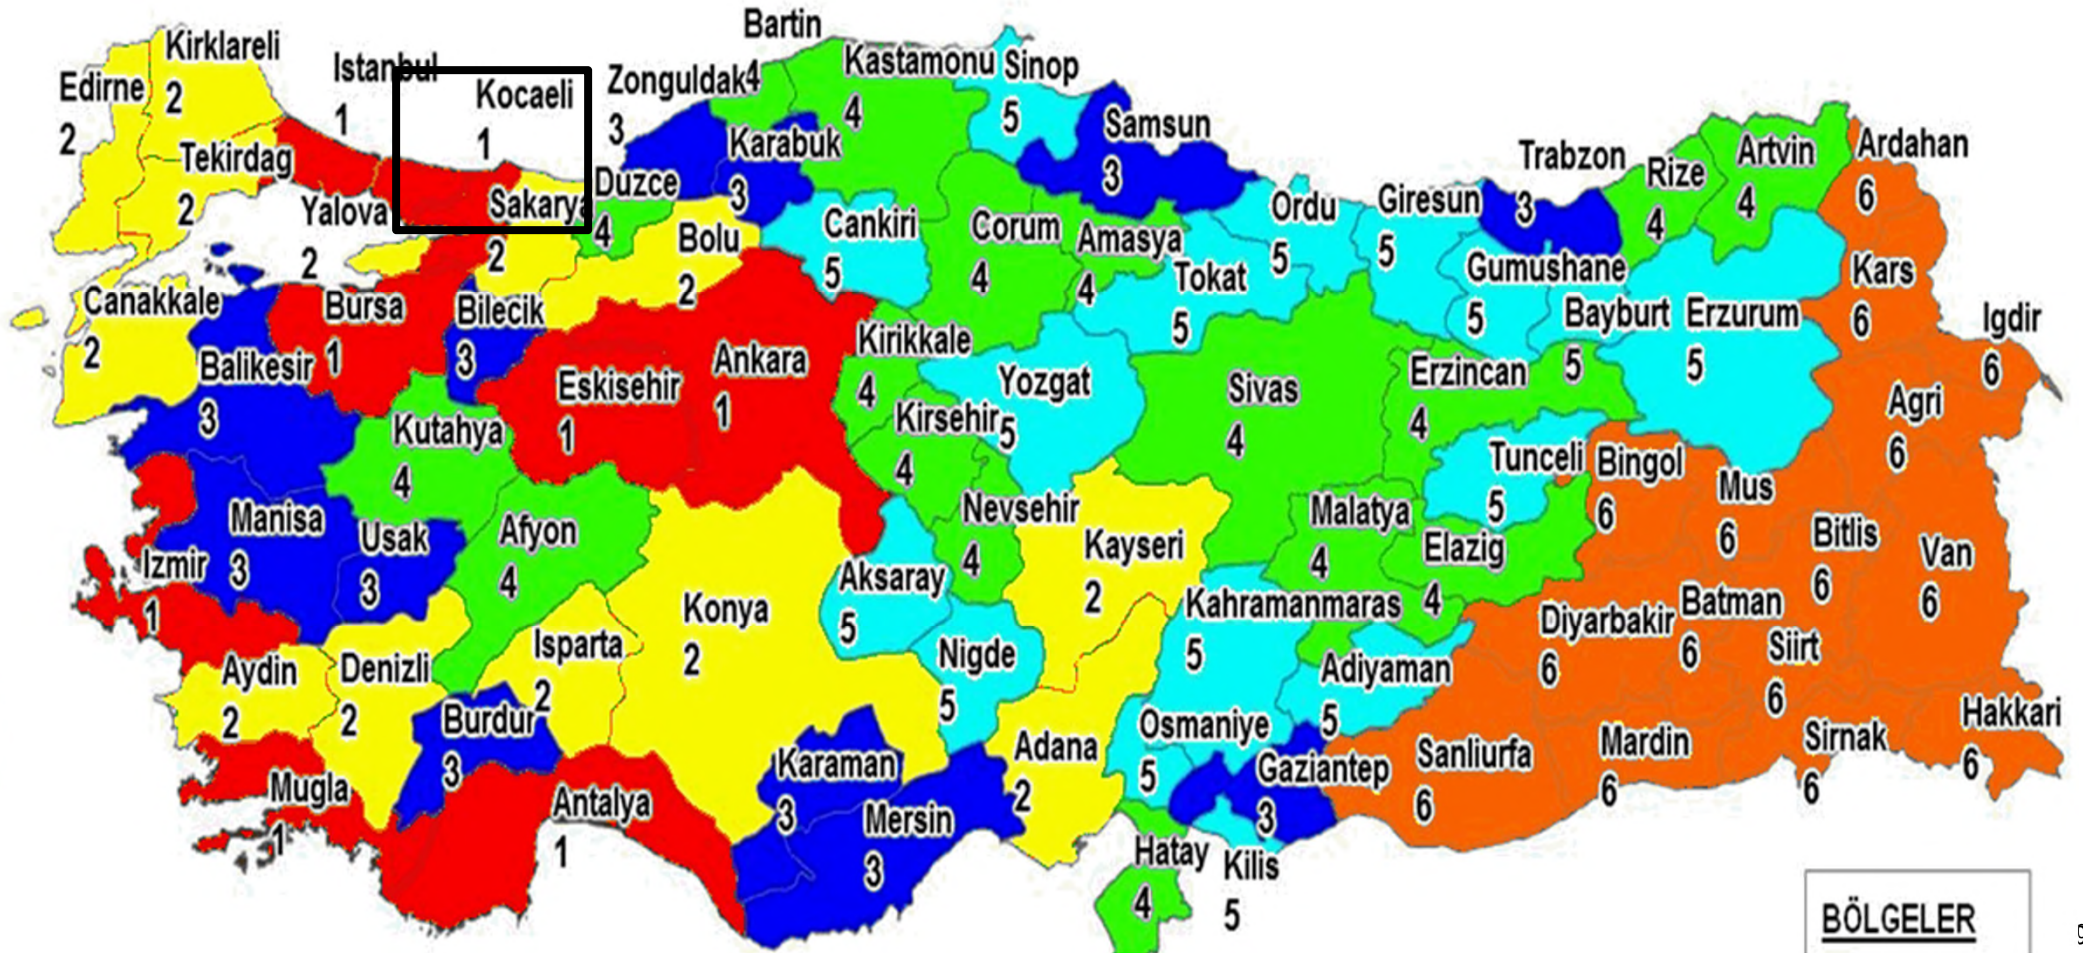 Kirklareli
2
Edirne
2
Tekirdag
2
Istanbul
1
Kocaeli
1
Yalova
2
Sakarya
2
Zonguldak
3
Bartin
4
Karabuk
3
Duzce
4
Bolu
2
Kastamonu
4
Sinop
5
Samsun
3
Cankiri
5
Corum
4
Amasya
4
Tokat
5
Ordu
5
Giresun
5
Trabzon
3
Rize
4
Artvin
4
Ardahan
6
Gumushane
5
Bayburt
5
Erzurum
5
Kars
6
Igdir
6
Agri
6
Canakkale
2
Balikesir
3
Bursa
1
Bilecik
3
Eskisehir
1
Ankara
1
Kirikkale
4
Kirsehir
4
Yozgat
5
Sivas
4
Erzincan
4
Tunceli
5
Bingol
6
Mus
6
Bitlis
6
Van
6
Kutahya
4
Manisa
3
Usak
3
Afyon
4
Izmir
1
Nevsehir
4
Kayseri
2
Malatya
4
Elazig
4
Aksaray
5
Konya
2
Isparta
2
Nigde
5
Kahramanmaras
5
Adiyaman
5
Diyarbakir
6
Batman
6
Siirt
6
Aydin
2
Denizli
2
Burdur
3
Mugla
1
Antalya
1
Karaman
3
Mersin
3
Adana
2
Osmaniye
5
Gaziantep
3
Sanliurfa
6
Mardin
6
Sirnak
6
Hakkari
6
Hatay
4
Kilis
5
BÖLGELER